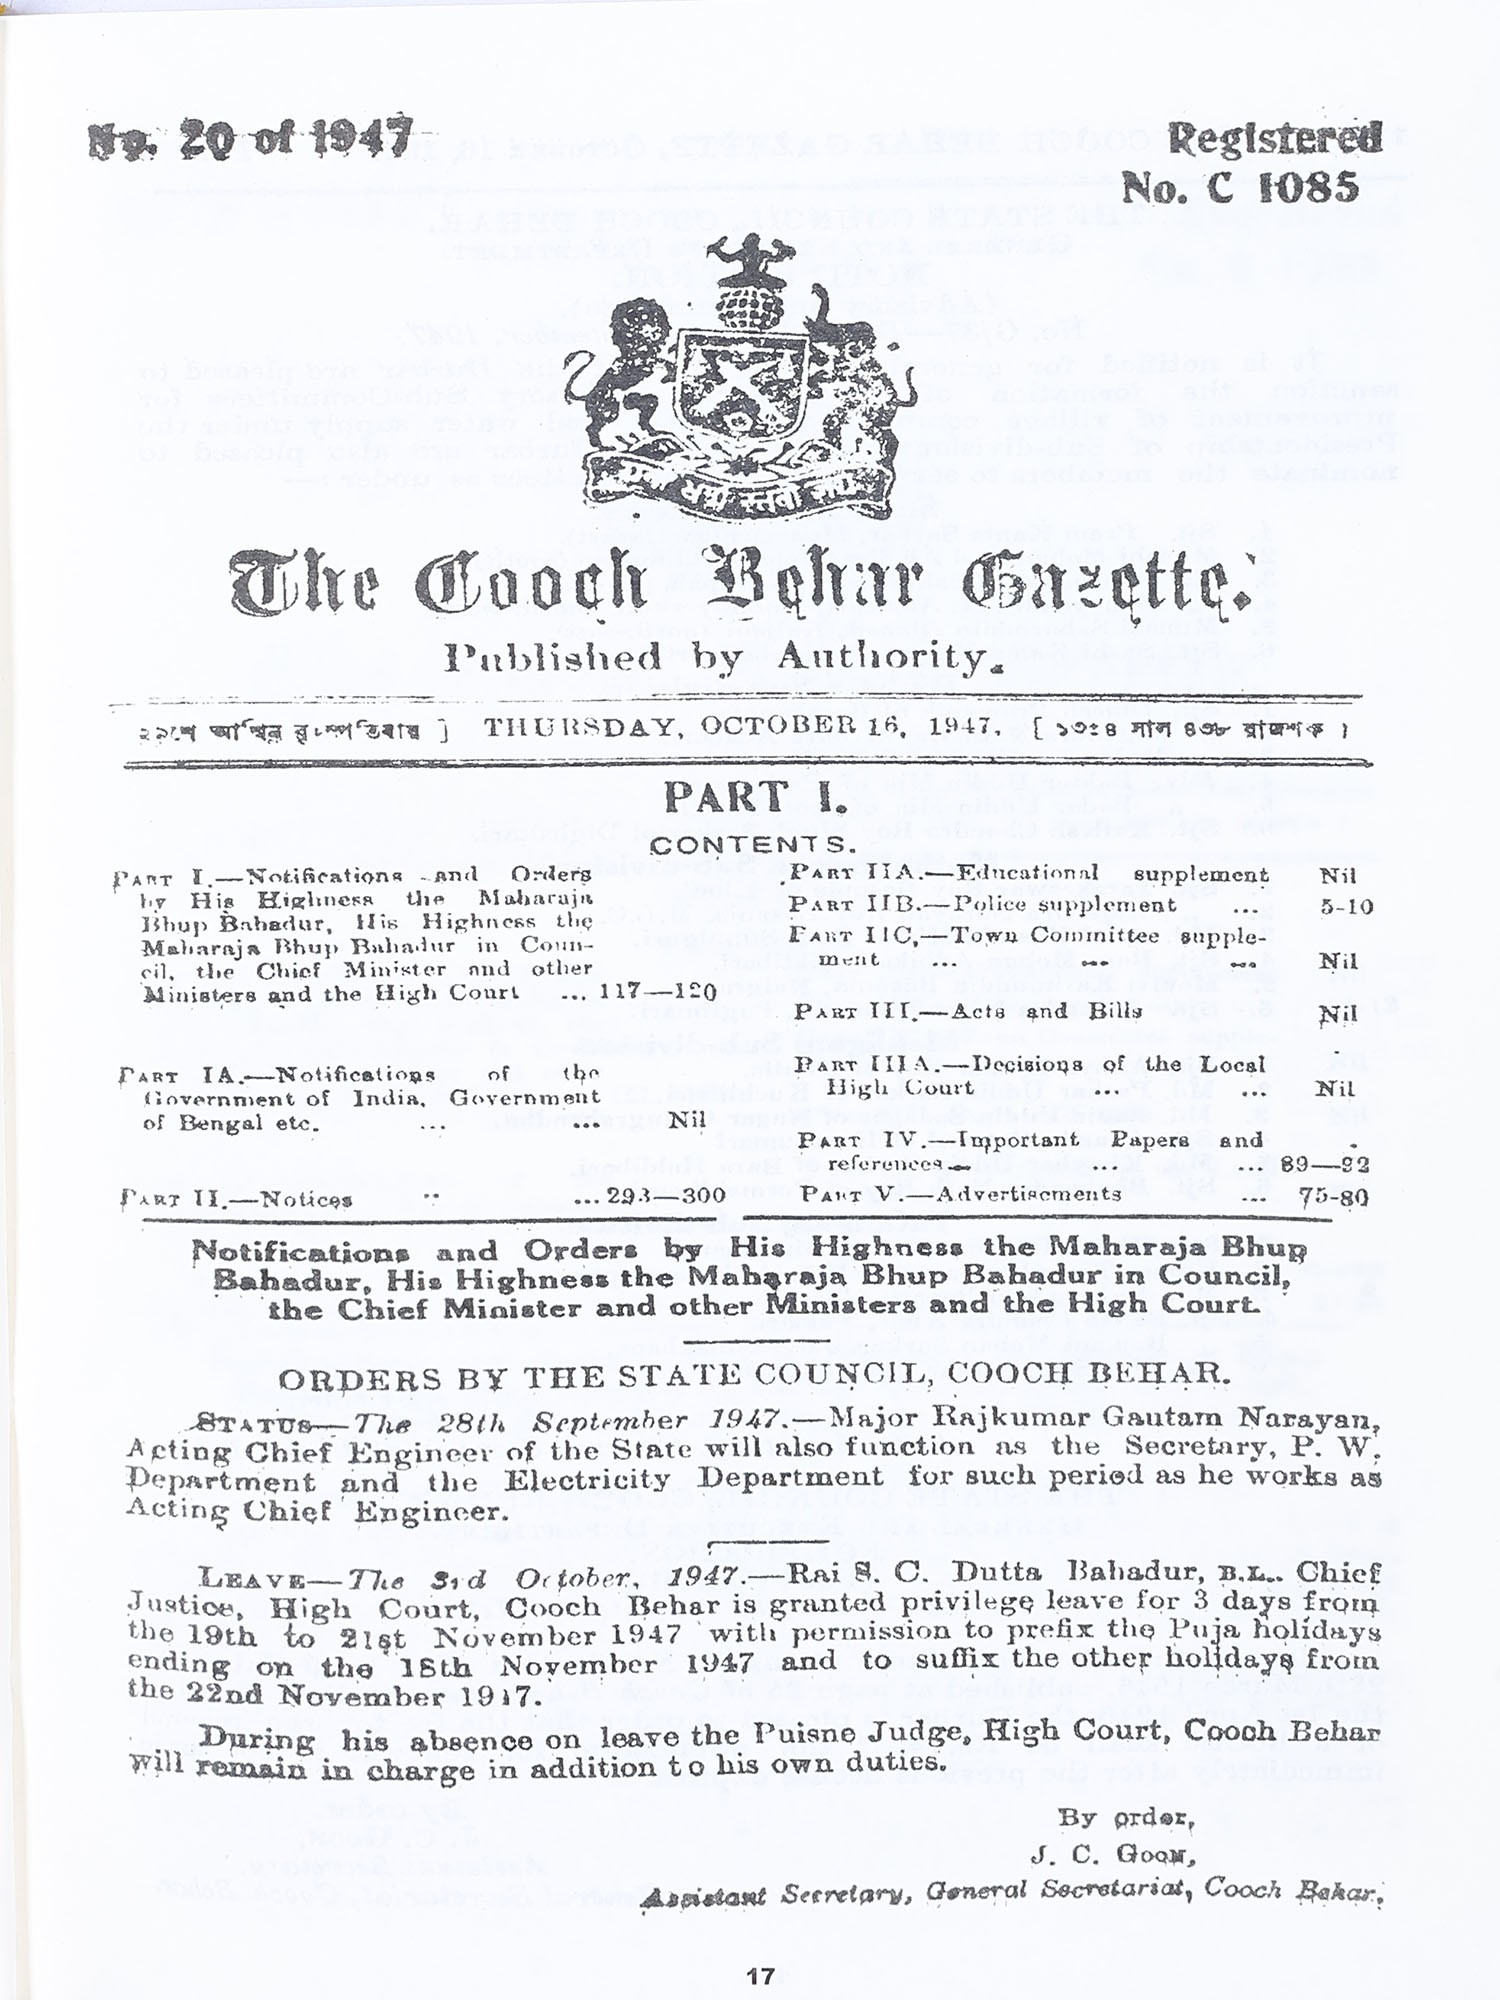 No. 20 of 1947
Registered
No. C 1085
The Cooch Behar Gazette.
Published by Authority.
২৯শে আশ্বিন বৃহস্পতিবার ] THURSDAY, OCTOBER 16, 1947. [ ১৩৫৪ সাল ৪৩৮ রাজশক ]
PART I.
CONTENTS.
PART I.—Notifications and Orders
by His Highness the Maharaja
Bhup Bahadur, His Highness the
Maharaja Bhup Bahadur in Coun-
cil, the Chief Minister and other
Ministers and the High Court ... 117—120
PART IA.—Notifications of the
Government of India, Government
of Bengal etc. ... ... Nil
PART II.—Notices ... ...293—300
PART IIA.—Educational supplement Nil
PART IIB.—Police supplement ... 5-10
PART IIC,—Town Committee supple-
ment ... ... ... Nil
PART III.—Acts and Bills Nil
PART IIIA.—Decisions of the Local
High Court ... ... Nil
PART IV.—Important Papers and
references ... ... 89—92
PART V.—Advertisements ... 75-80
Notifications and Orders by His Highness the Maharaja Bhup
Bahadur, His Highness the Maharaja Bhup Bahadur in Council,
the Chief Minister and other Ministers and the High Court.
ORDERS BY THE STATE COUNCIL, COOCH BEHAR.
STATUS—The 28th September 1947.—Major Rajkumar Gautam Narayan,
Acting Chief Engineer of the State will also function as the Secretary, P. W.
Department and the Electricity Department for such period as he works as
Acting Chief Engineer.
LEAVE—The 3rd October, 1947.—Rai S. C. Dutta Bahadur, B.L.. Chief
Justice, High Court, Cooch Behar is granted privilege leave for 3 days from
the 19th to 21st November 1947 with permission to prefix the Puja holidays
ending on the 18th November 1947 and to suffix the other holidays from
the 22nd November 1947.
During his absence on leave the Puisne Judge, High Court, Cooch Behar
will remain in charge in addition to his own duties.
By order,
J. C. GOON,
Assistant Secretary, General Secretariat, Cooch Behar.
17